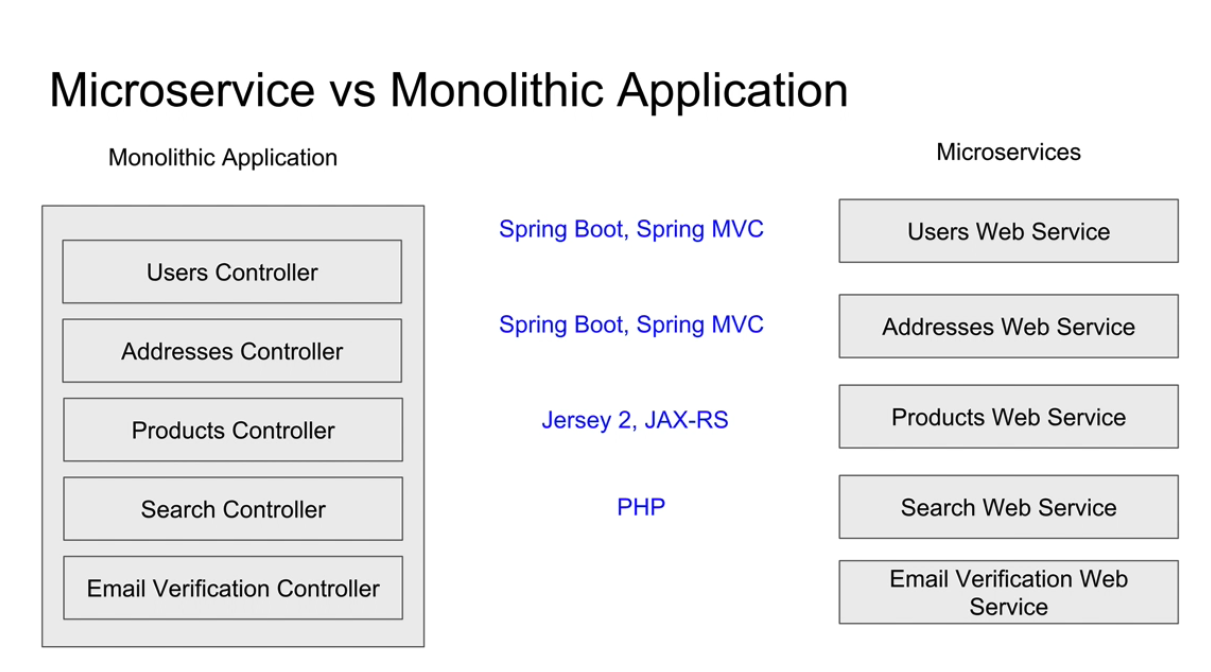 Microservice vs Monolithic Application
Monolithic Application
Users Controller
Addresses Controller
Products Controller
Search Controller
Email Verification Controller
Spring Boot, Spring MVC
Spring Boot, Spring MVC
Jersey 2, JAX-RS
PHP
Microservices
Users Web Service
Addresses Web Service
Products Web Service
Search Web Service
Email Verification Web
Service